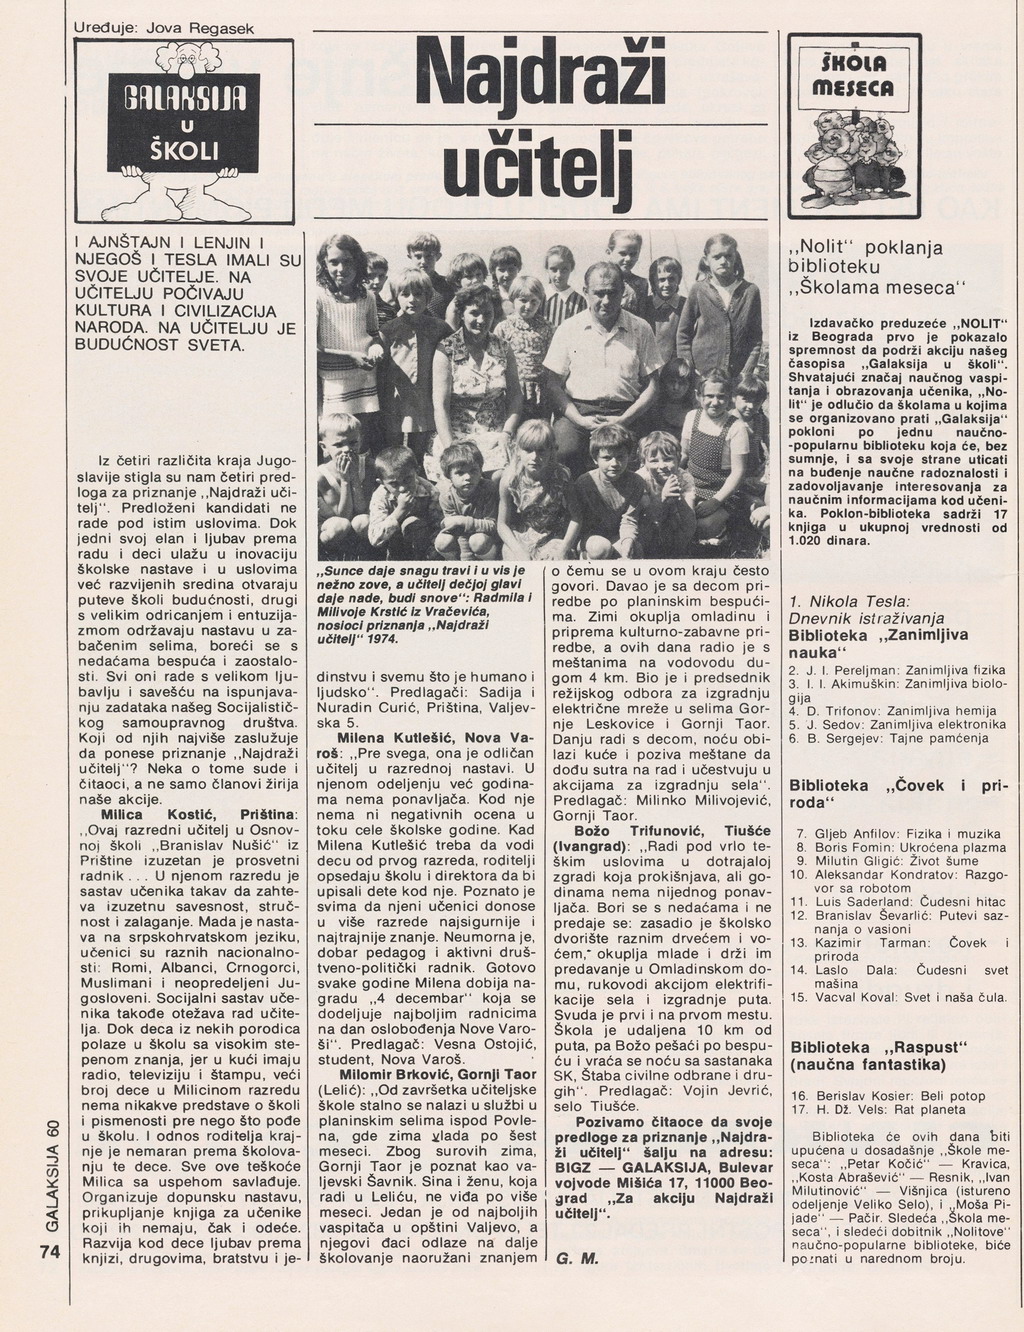 Uređuje: Jova Regasek
GALAKSIJA
U
ŠKOLI
Najdraži
učitelj
I AJNŠTAJN I LENJIN I
NJEGOŠ I TESLA IMALI SU
SVOJE UČITELJE. NA
UČITELJU POČIVAJU
KULTURA I CIVILIZACIJA
NARODA. NA UČITELJU JE
BUDUĆNOST SVETA.
Iz četiri različita kraja Jugo-
slavije stigla su nam četiri pred-
loga za priznanje ,,Najdraži uči-
telj". Predloženi kandidati ne
rade pod istim uslovima. Dok
jedni svoj elan i ljubav prema
radu i deci ulažu u inovaciju
školske nastave i u uslovima
već razvijenih sredina otvaraju
puteve školi budućnosti, drugi
s velikim odricanjem i entuzija-
zmom održavaju nastavu u za-
bačenim selima, boreći se s
nedaćama bespuća i zaostalo-
sti. Svi oni rade s velikom lju-
bavlju i savešću na ispunjava-
nju zadataka našeg Socijalistič-
kog samoupravnog društva.
Koji od njih najviše zaslužuje
da ponese priznanje ,,Najdraži
učitelj"? Neka o tome sude i
čitaoci, a ne samo članovi žirija
naše akcije.
Milica Kostić, Priština:
,,Ovaj razredni učitelj u Osnov-
noj školi ,,Branislav Nušić" iz
Prištine izuzetan je prosvetni
radnik... U njenom razredu je
sastav učenika takav da zahte-
va izuzetnu savesnost, struč-
nost i zalaganje. Mada je nasta-
va na srpskohrvatskom jeziku,
učenici su raznih nacionalno-
sti: Romi, Albanci, Crnogorci,
Muslimani i neopredeljeni Ju-
gosloveni. Socijalni sastav uče-
nika takođe otežava rad učite-
lja. Dok deca iz nekih porodica
polaze u školu sa visokim ste-
penom znanja, jer u kući imaju
radio, televiziju i štampu, veći
broj dece u Milicinom razredu
nema nikakve predstave o školi
i pismenosti pre nego što pođe
u školu. I odnos roditelja kraj-
nje je nemaran prema školova-
nju te dece. Sve ove teškoće
Milica sa uspehom savlađuje.
Organizuje dopunsku nastavu,
prikupljanje knjiga za učenike
koji ih nemaju, čak i odeće.
Razvija kod dece ljubav prema
knjizi, drugovima, bratstvu i je-
,,Sunce daje snagu travi i u vis je
nežno zove, a učitelj dečjoj glavi
daje nade, budi snove": Radmila i
Milivoje Krstić iz Vračevića,
nosioci priznanja ,,Najdraži
učitelj" 1974.
dinstvu i svemu što je humano i
ljudsko". Predlagači: Sadija i
Nuradin Curić, Priština, Valjev-
ska 5.
Milena Kutlešić, Nova Va-
roš: ,,Pre svega, ona je odličan
učitelj u razrednoj nastavi. U
njenom odeljenju već godina-
ma nema ponavljača. Kod nje
nema ni negativnih ocena u
toku cele školske godine. Kad
Milena Kutlešić treba da vodi
decu od prvog razreda, roditelji
opsedaju školu i direktora da bi
upisali dete kod nje. Poznato je
svima da njeni učenici donose
u više razrede najsigurnije i
najtrajnije znanje. Neumorna je,
dobar pedagog i aktivni druš-
tveno-politički radnik. Gotovo
svake godine Milena dobija na-
gradu ,,4 decembar" koja se
dodeljuje najboljim radnicima
na dan oslobođenja Nove Varo-
ši". Predlagač: Vesna Ostojić,
student, Nova Varoš.
Milomir Brković, Gornji Taor
(Lelić): ,,Od završetka učiteljske
škole stalno se nalazi u službi u
planinskim selima ispod Povle-
na, gde zima vlada po šest
meseci. Zbog surovih zima,
Gornji Taor je poznat kao va-
ljevski Šavnik. Sina i ženu, koja
radi u Leliću, ne viđa po više
meseci. Jedan je od najboljih
vaspitača u opštini Valjevo, a
njegovi đaci odlaze na dalje
školovanje naoružani znanjem
o čemu se u ovom kraju često
govori. Davao je sa decom pri-
redbe po planinskim bespući-
ma. Zimi okuplja omladinu i
priprema kulturno-zabavne pri-
redbe, a ovih dana radio je s
meštanima na vodovodu du-
gom 4 km. Bio je i predsednik
režijskog odbora za izgradnju
električne mreže u selima Gor-
nje Leskovice i Gornji Taor.
Danju radi s decom, noću obi-
lazi kuće i poziva meštane da
dođu sutra na rad i učestvuju u
akcijama za izgradnju sela".
Predlagač: Milinko Milivojević,
Gornji Taor.
Božo Trifunović, Tiušće
(Ivangrad): ,,Radi pod vrlo te-
škim uslovima u dotrajaloj
zgradi koja prokišnjava, ali go-
dinama nema nijednog ponav-
ljača. Bori se s nedaćama i ne
predaje se: zasadio je školsko
dvorište raznim drvećem i vo-
ćem, okuplja mlade i drži im
predavanje u Omladinskom do-
mu, rukovodi akcijom elektrifi-
kacije sela i izgradnje puta.
Svuda je prvi i na prvom mestu.
Škola je udaljena 10 km od
puta, pa Božo pešači po bespu-
ću i vraća se noću sa sastanaka
SK, Štaba civilne odbrane i dru-
gih". Predlagač: Vojin Jevrić,
selo Tiušće.
Pozivamo čitaoce da svoje
predloge za priznanje ,,Najdra-
ži učitelj" šalju na adresu:
BIGZ — GALAKSIJA, Bulevar
vojvode Mišića 17, 11000 Beo-
grad ,,Za akciju Najdraži
učitelj".
G. M.
ŠKOLA
MESECA
,,Nolit" poklanja
biblioteku
,,Školama meseca"
Izdavačko preduzeće ,,NOLIT"
iz Beograda prvo je pokazalo
spremnost da podrži akciju našeg
časopisa ,,Galaksija u školi".
Shvatajući značaj naučnog vaspi-
tanja i obrazovanja učenika, ,,No-
lit" je odlučio da školama u kojima
se organizovano prati ,,Galaksija"
pokloni po jednu naučno-
-popularnu biblioteku koja će, bez
sumnje, i sa svoje strane uticati
na buđenje naučne radoznalosti i
zadovoljavanje interesovanja za
naučnim informacijama kod učeni-
ka. Poklon-biblioteka sadrži 17
knjiga u ukupnoj vrednosti od
1.020 dinara.
1. Nikola Tesla:
Dnevnik istraživanja
Biblioteka ,,Zanimljiva
nauka"
2. J. I. Pereljman: Zanimljiva fizika
3. I. I. Akimuškin: Zanimljiva biolo-
gija
4. D. Trifonov: Zanimljiva hemija
5. J. Sedov: Zanimljiva elektronika
6. B. Sergejev: Tajne pamćenja
Biblioteka ,,Čovek i pri-
roda"
7. Gljeb Anfilov: Fizika i muzika
8. Boris Fomin: Ukroćena plazma
9. Milutin Gligić: Život šume
10. Aleksandar Kondratov: Razgo-
vor sa robotom
11. Luis Saderland: Čudesni hitac
12. Branislav Ševarlić: Putevi saz-
nanja o vasioni
13. Kazimir Tarman: Čovek i
priroda
14. Laslo Dala: Čudesni svet
mašina
15. Vacval Koval: Svet i naša čula.
Biblioteka ,,Raspust"
(naučna fantastika)
16. Berislav Kosier: Beli potop
17. H. Dž. Vels: Rat planeta
Biblioteka će ovih dana biti
upećena u dosadašnje ,,Škole me-
seca": ,,Petar Kočić" — Kravica,
,,Kosta Abrašević" — Resnik, ,,Ivan
Milutinović" — Višnjica (istureno
odeljenje Veliko Selo), i ,,Moša Pi-
jade" — Pačir. Sledeća ,,Škola me-
seca", i sledeći dobitnik ,,Nolitove"
naučno-popularne biblioteke, biće
poznati u narednom broju.
GALAKSIJA 60
74